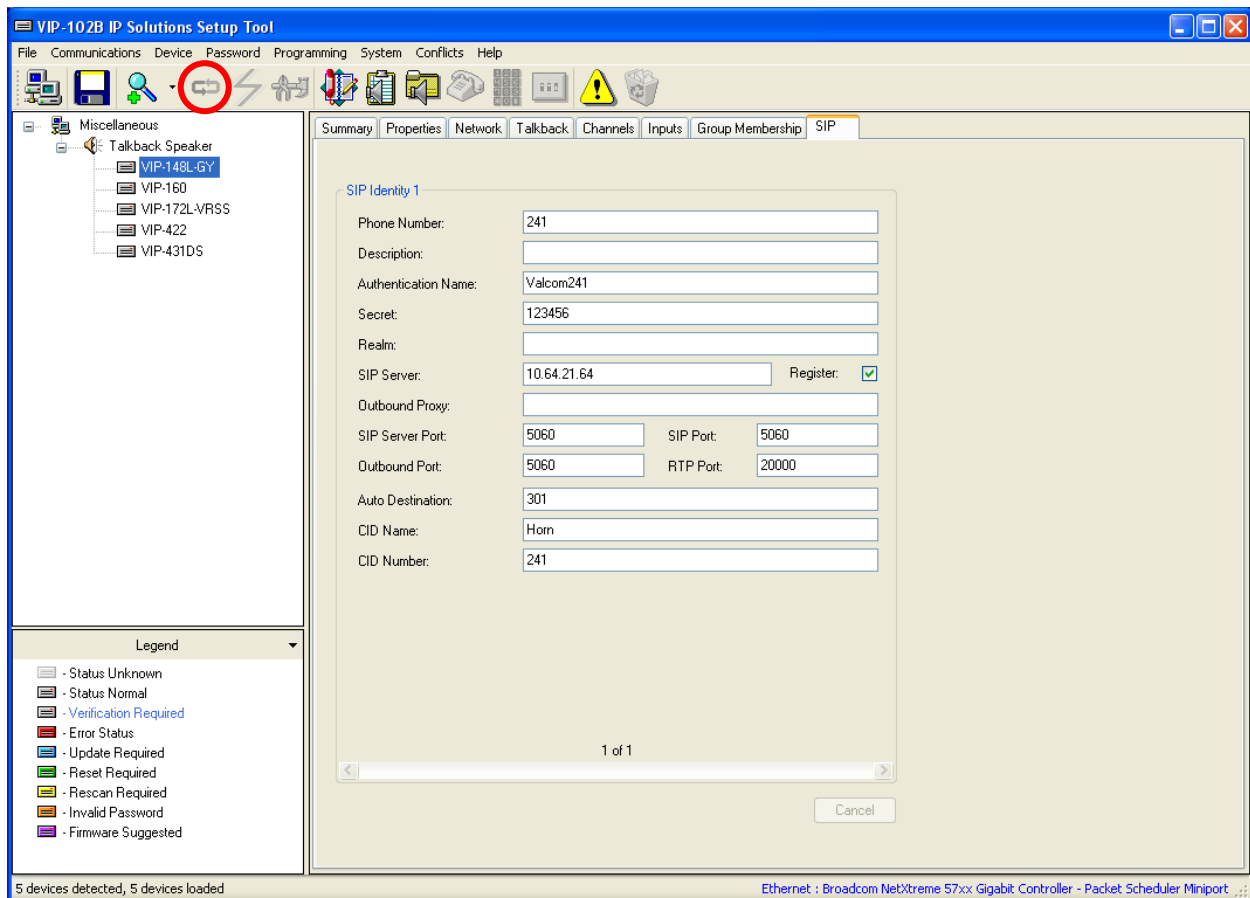 VIP-102B IP Solutions Setup Tool
File Communications Device Password Programming System Conflicts Help
Miscellaneous
Talkback Speaker
VIP-148L-GY
VIP-160
VIP-172L-VRSS
VIP-422
VIP-431DS
Legend
- Status Unknown
- Status Normal
- Verification Required
- Error Status
- Update Required
- Reset Required
- Rescan Required
- Invalid Password
- Firmware Suggested
Summary Properties Network Talkback Channels Inputs Group Membership SIP
SIP Identity 1
Phone Number: 241
Description:
Authentication Name: Valcom241
Secret: 123456
Realm:
SIP Server: 10.64.21.64 Register:
Outbound Proxy:
SIP Server Port: 5060 SIP Port: 5060
Outbound Port: 5060 RTP Port: 20000
Auto Destination: 301
CID Name: Horn
CID Number: 241
1 of 1
Cancel
5 devices detected, 5 devices loaded
Ethernet : Broadcom NetXtreme 57xx Gigabit Controller - Packet Scheduler Miniport